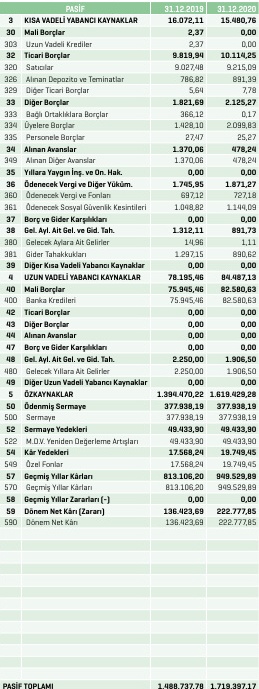 PASİF 31.12.2019 31.12.2020
3 KISA VADELİ YABANCI KAYNAKLAR 16.072,11 15.480,76
30 Mali Borçlar 2,37 0,00
303 Uzun Vadeli Krediler 2,37 0,00
32 Ticari Borçlar 9.819,94 10.114,25
320 Satıcılar 9.027,48 9.215,09
326 Alınan Depozito ve Teminatlar 786,82 891,39
329 Diğer Ticari Borçlar 5,64 7,78
33 Diğer Borçlar 1.821,69 2.125,27
333 Bağlı Ortaklıklara Borçlar 366,12 0,17
334 Üyelere Borçlar 1.428,10 2.099,83
335 Personele Borçlar 27,47 25,27
34 Alınan Avanslar 1.370,06 478,24
349 Alınan Diğer Avanslar 1.370,06 478,24
35 Yıllara Yaygın İnş. ve On. Hak. 0,00 0,00
36 Ödenecek Vergi ve Diğer Yüküm. 1.745,95 1.871,27
360 Ödenecek Vergi ve Fonları 697,12 727,18
361 Ödenecek Sosyal Güvenlik Kesintileri 1.048,82 1.144,09
37 Borç ve Gider Karşılıkları 0,00 0,00
38 Gel. Ayl. Ait Gel. ve Gid. Tah. 1.312,11 891,73
380 Gelecek Aylara Ait Gelirler 14,96 1,11
381 Gider Tahakkukları 1.297,15 890,62
39 Diğer Kısa Vadeli Yabancı Kaynaklar 0,00 0,00
4 UZUN VADELİ YABANCI KAYNAKLAR 78.195,46 84.487,13
40 Mali Borçlar 75.945,46 82.580,63
400 Banka Kredileri 75.945,46 82.580,63
42 Ticari Borçlar 0,00 0,00
43 Diğer Borçlar 0,00 0,00
44 Alınan Avanslar 0,00 0,00
47 Borç ve Gider Karşılıkları 0,00 0,00
48 Gel. Ayl. Ait Gel. ve Gid. Tah. 2.250,00 1.906,50
480 Gelecek Yıllara Ait Gelirler 2.250,00 1.906,50
49 Diğer Uzun Vadeli Yabancı Kaynaklar 0,00 0,00
5 ÖZKAYNAKLAR 1.394.470,22 1.619.429,28
50 Ödenmiş Sermaye 377.938,19 377.938,19
500 Sermaye 377.938,19 377.938,19
52 Sermaye Yedekleri 49.433,90 49.433,90
522 M.D.V. Yeniden Değerleme Artışları 49.433,90 49.433,90
54 Kâr Yedekleri 17.568,24 19.749,45
549 Özel Fonlar 17.568,24 19.749,45
57 Geçmiş Yıllar Kârları 813.106,20 949.529,89
570 Geçmiş Yıllar Kârları 813.106,20 949.529,89
58 Geçmiş Yıllar Zararları (-) 0,00 0,00
59 Dönem Net Kârı (Zararı) 136.423,69 222.777,85
590 Dönem Net Kârı 136.423,69 222.777,85
PASİF TOPLAMI 1.488.737,78 1.719.397,17